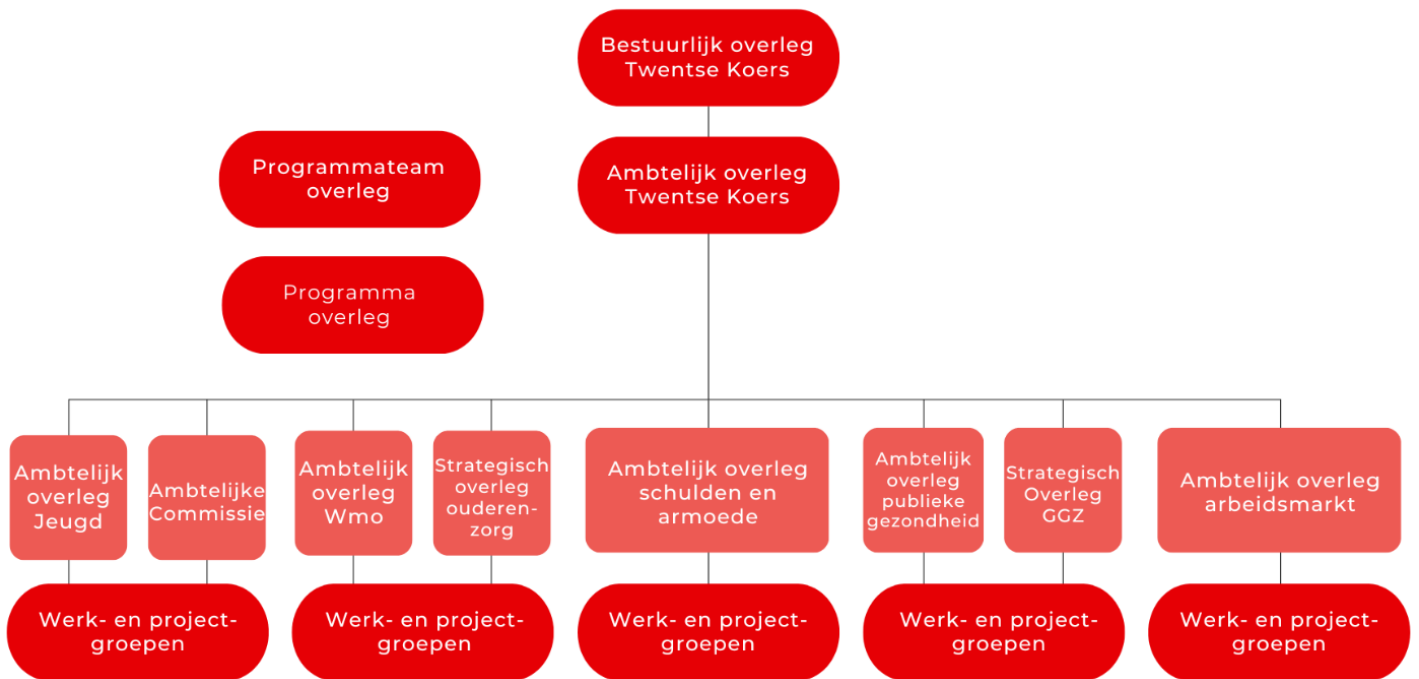 Bestuurlijk overleg
Twentse Koers
Programmateam
overleg
Ambtelijk overleg
Twentse Koers
Programma
overleg
Ambtelijk
overleg
Jeugd
Ambtelijke
Commissie
Ambtelijk
overleg
Wmo
Strategisch
overleg
ouderen-
zorg
Ambtelijk overleg
schulden en
armoede
Ambtelijk
overleg
publieke
gezondheid
Strategisch
Overleg
GGZ
Ambtelijk overleg
arbeidsmarkt
Werk- en project-
groepen
Werk- en project-
groepen
Werk- en project-
groepen
Werk- en project-
groepen
Werk- en project-
groepen